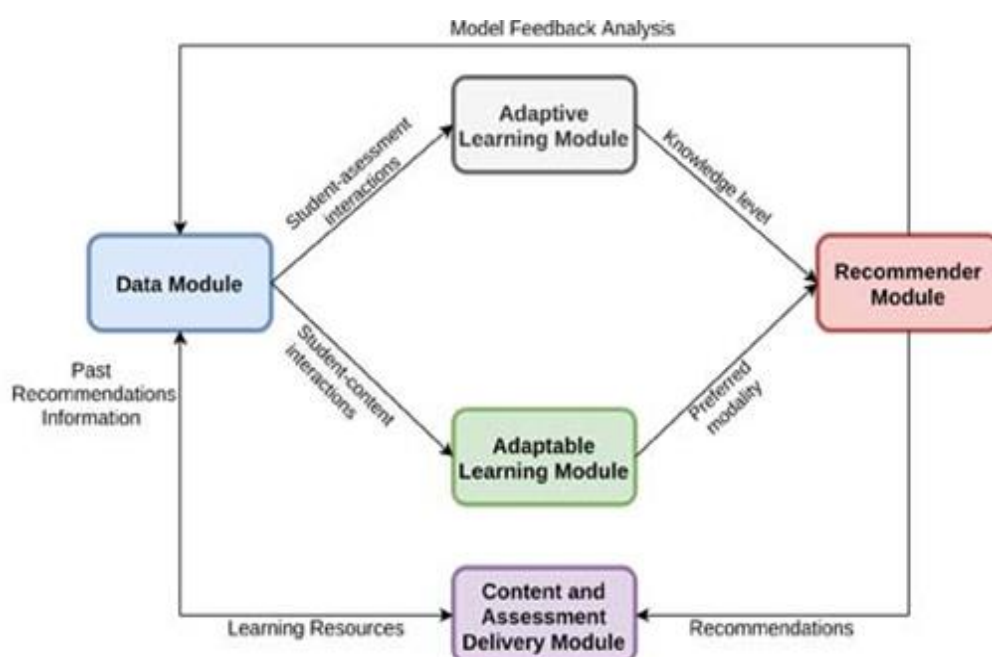 Model Feedback Analysis
Adaptive
Learning Module
Student-asessment
interactions
Knowledge level
Data Module
Recommender
Module
Past
Recommendations
Information
Student-content
interactions
Preferred
modality
Adaptable
Learning Module
Content and
Assessment
Delivery Module
Learning Resources
Recommendations